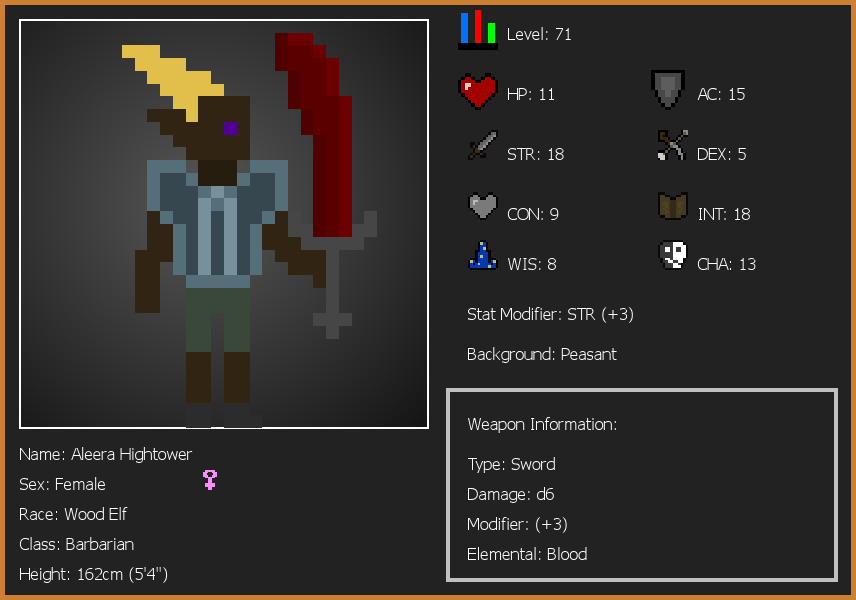 Level: 71
HP: 11
AC: 15
STR: 18
DEX: 5
CON: 9
INT: 18
WIS: 8
CHA: 13
Stat Modifier: STR (+3)
Background: Peasant
Weapon Information:
Type: Sword
Damage: d6
Modifier: (+3)
Elemental: Blood
Name: Aleera Hightower
Sex: Female
Race: Wood Elf
Class: Barbarian
Height: 162cm (5'4")